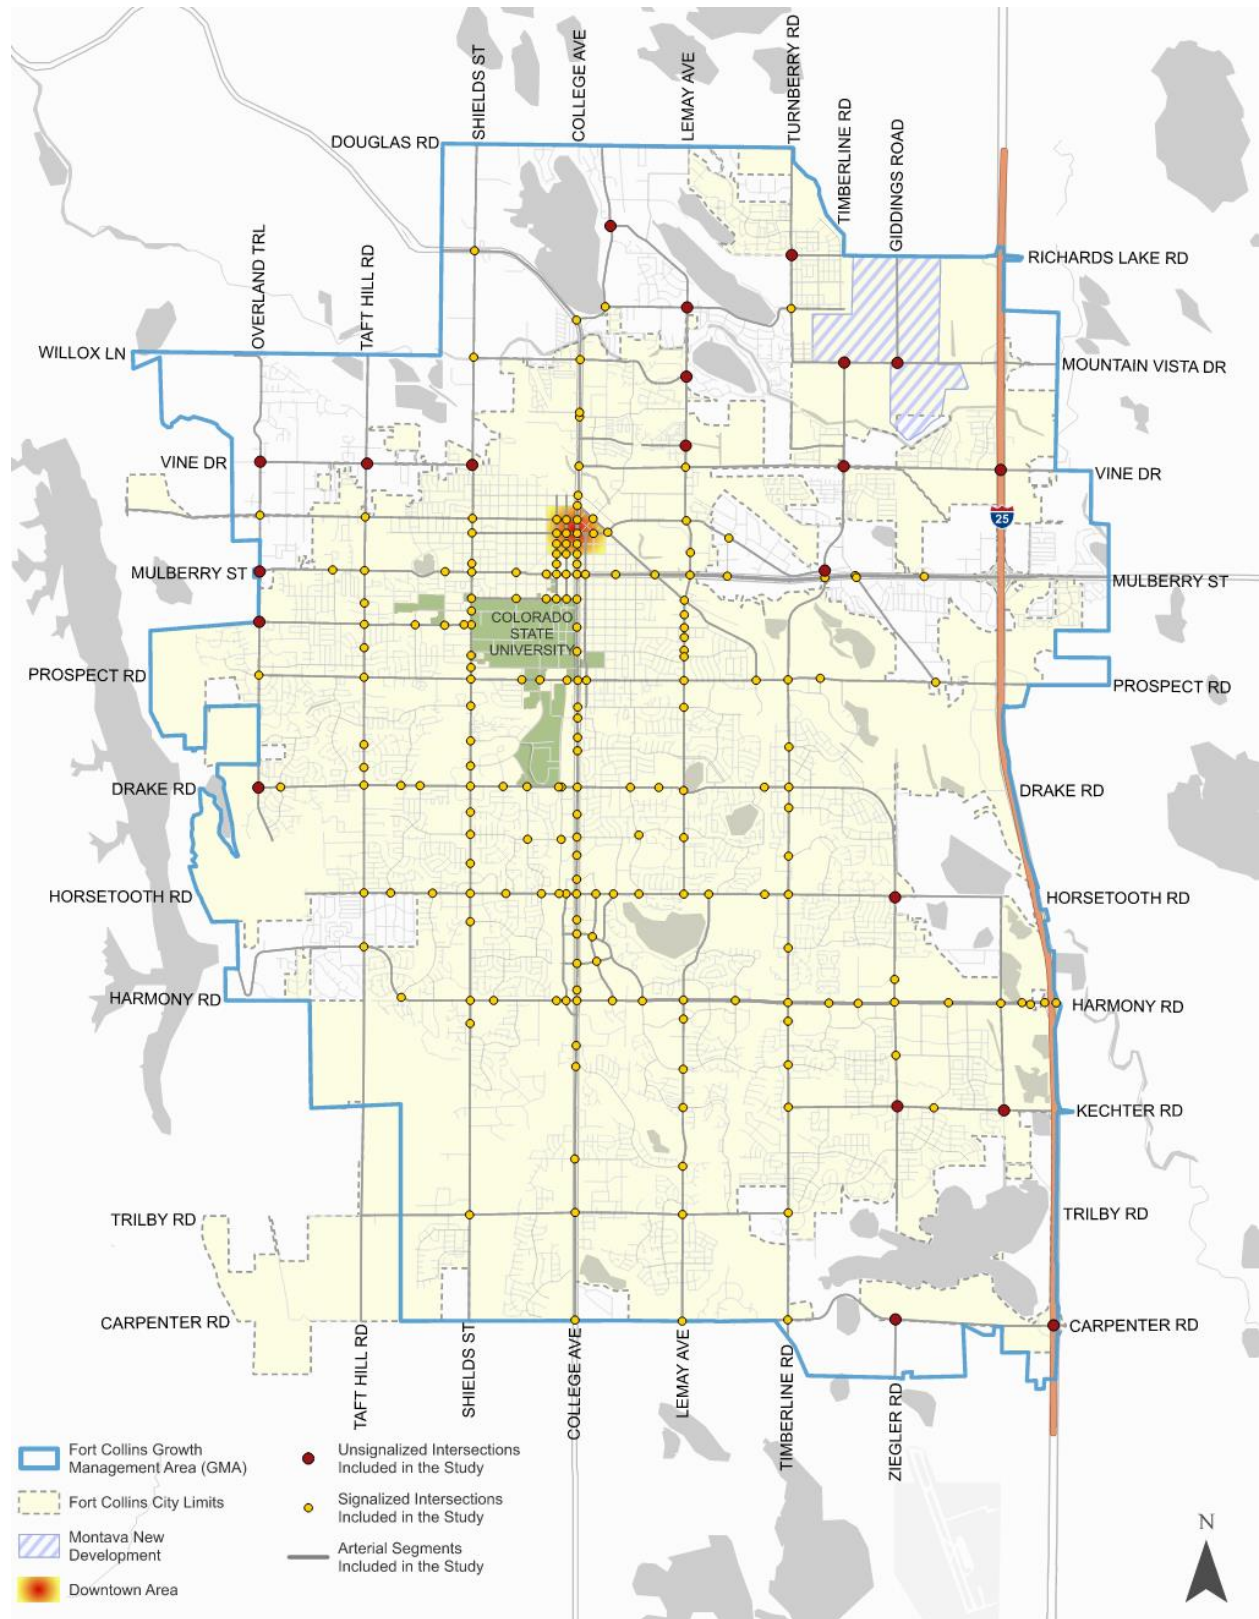 SHIELDS ST
COLLEGE AVE
LEMAY AVE
TURNBERRY RD
TIMBERLINE RD
GIDDINGS ROAD
DOUGLAS RD
OVERLAND TRL
TAFT HILL RD
RICHARDS LAKE RD
WILLOX LN
MOUNTAIN VISTA DR
VINE DR
VINE DR
25
MULBERRY ST
MULBERRY ST
COLORADO
STATE
UNIVERSITY
PROSPECT RD
PROSPECT RD
DRAKE RD
DRAKE RD
HORSETOOTH RD
HORSETOOTH RD
HARMONY RD
HARMONY RD
KECHTER RD
TRILBY RD
TRILBY RD
CARPENTER RD
CARPENTER RD
TAFT HILL RD
SHIELDS ST
COLLEGE AVE
LEMAY AVE
TIMBERLINE RD
ZIEGLER RD
Fort Collins Growth
Management Area (GMA)
Fort Collins City Limits
Montava New
Development
Downtown Area
Unsignalized Intersections
Included in the Study
Signalized Intersections
Included in the Study
Arterial Segments
Included in the Study
N